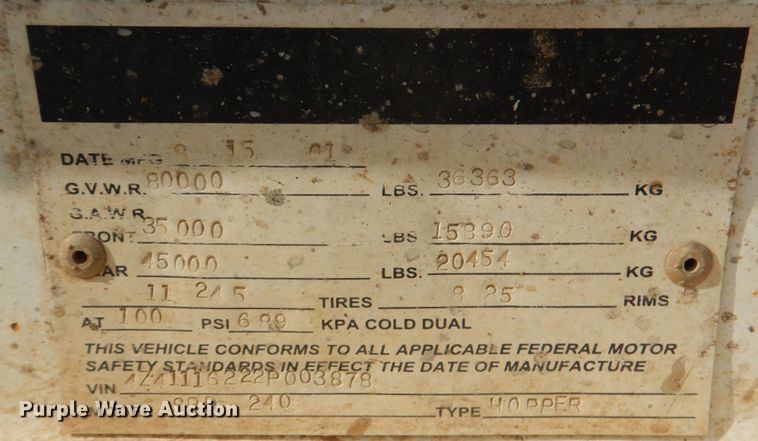 DATE MFG 15 01
G.V.W.R. 80000 LBS. 36363 KG
G.A.W.R.
FRONT 35000 LBS 15890 KG
REAR 45000 LBS. 20454 KG
11 24 5 TIRES 8 25 RIMS
AT 100 PSI 689 KPA COLD DUAL
THIS VEHICLE CONFORMS TO ALL APPLICABLE FEDERAL MOTOR
SAFETY STANDARDS IN EFFECT THE DATE OF MANUFACTURE
VIN
240 TYPE HOPPER
Purple Wave Auction